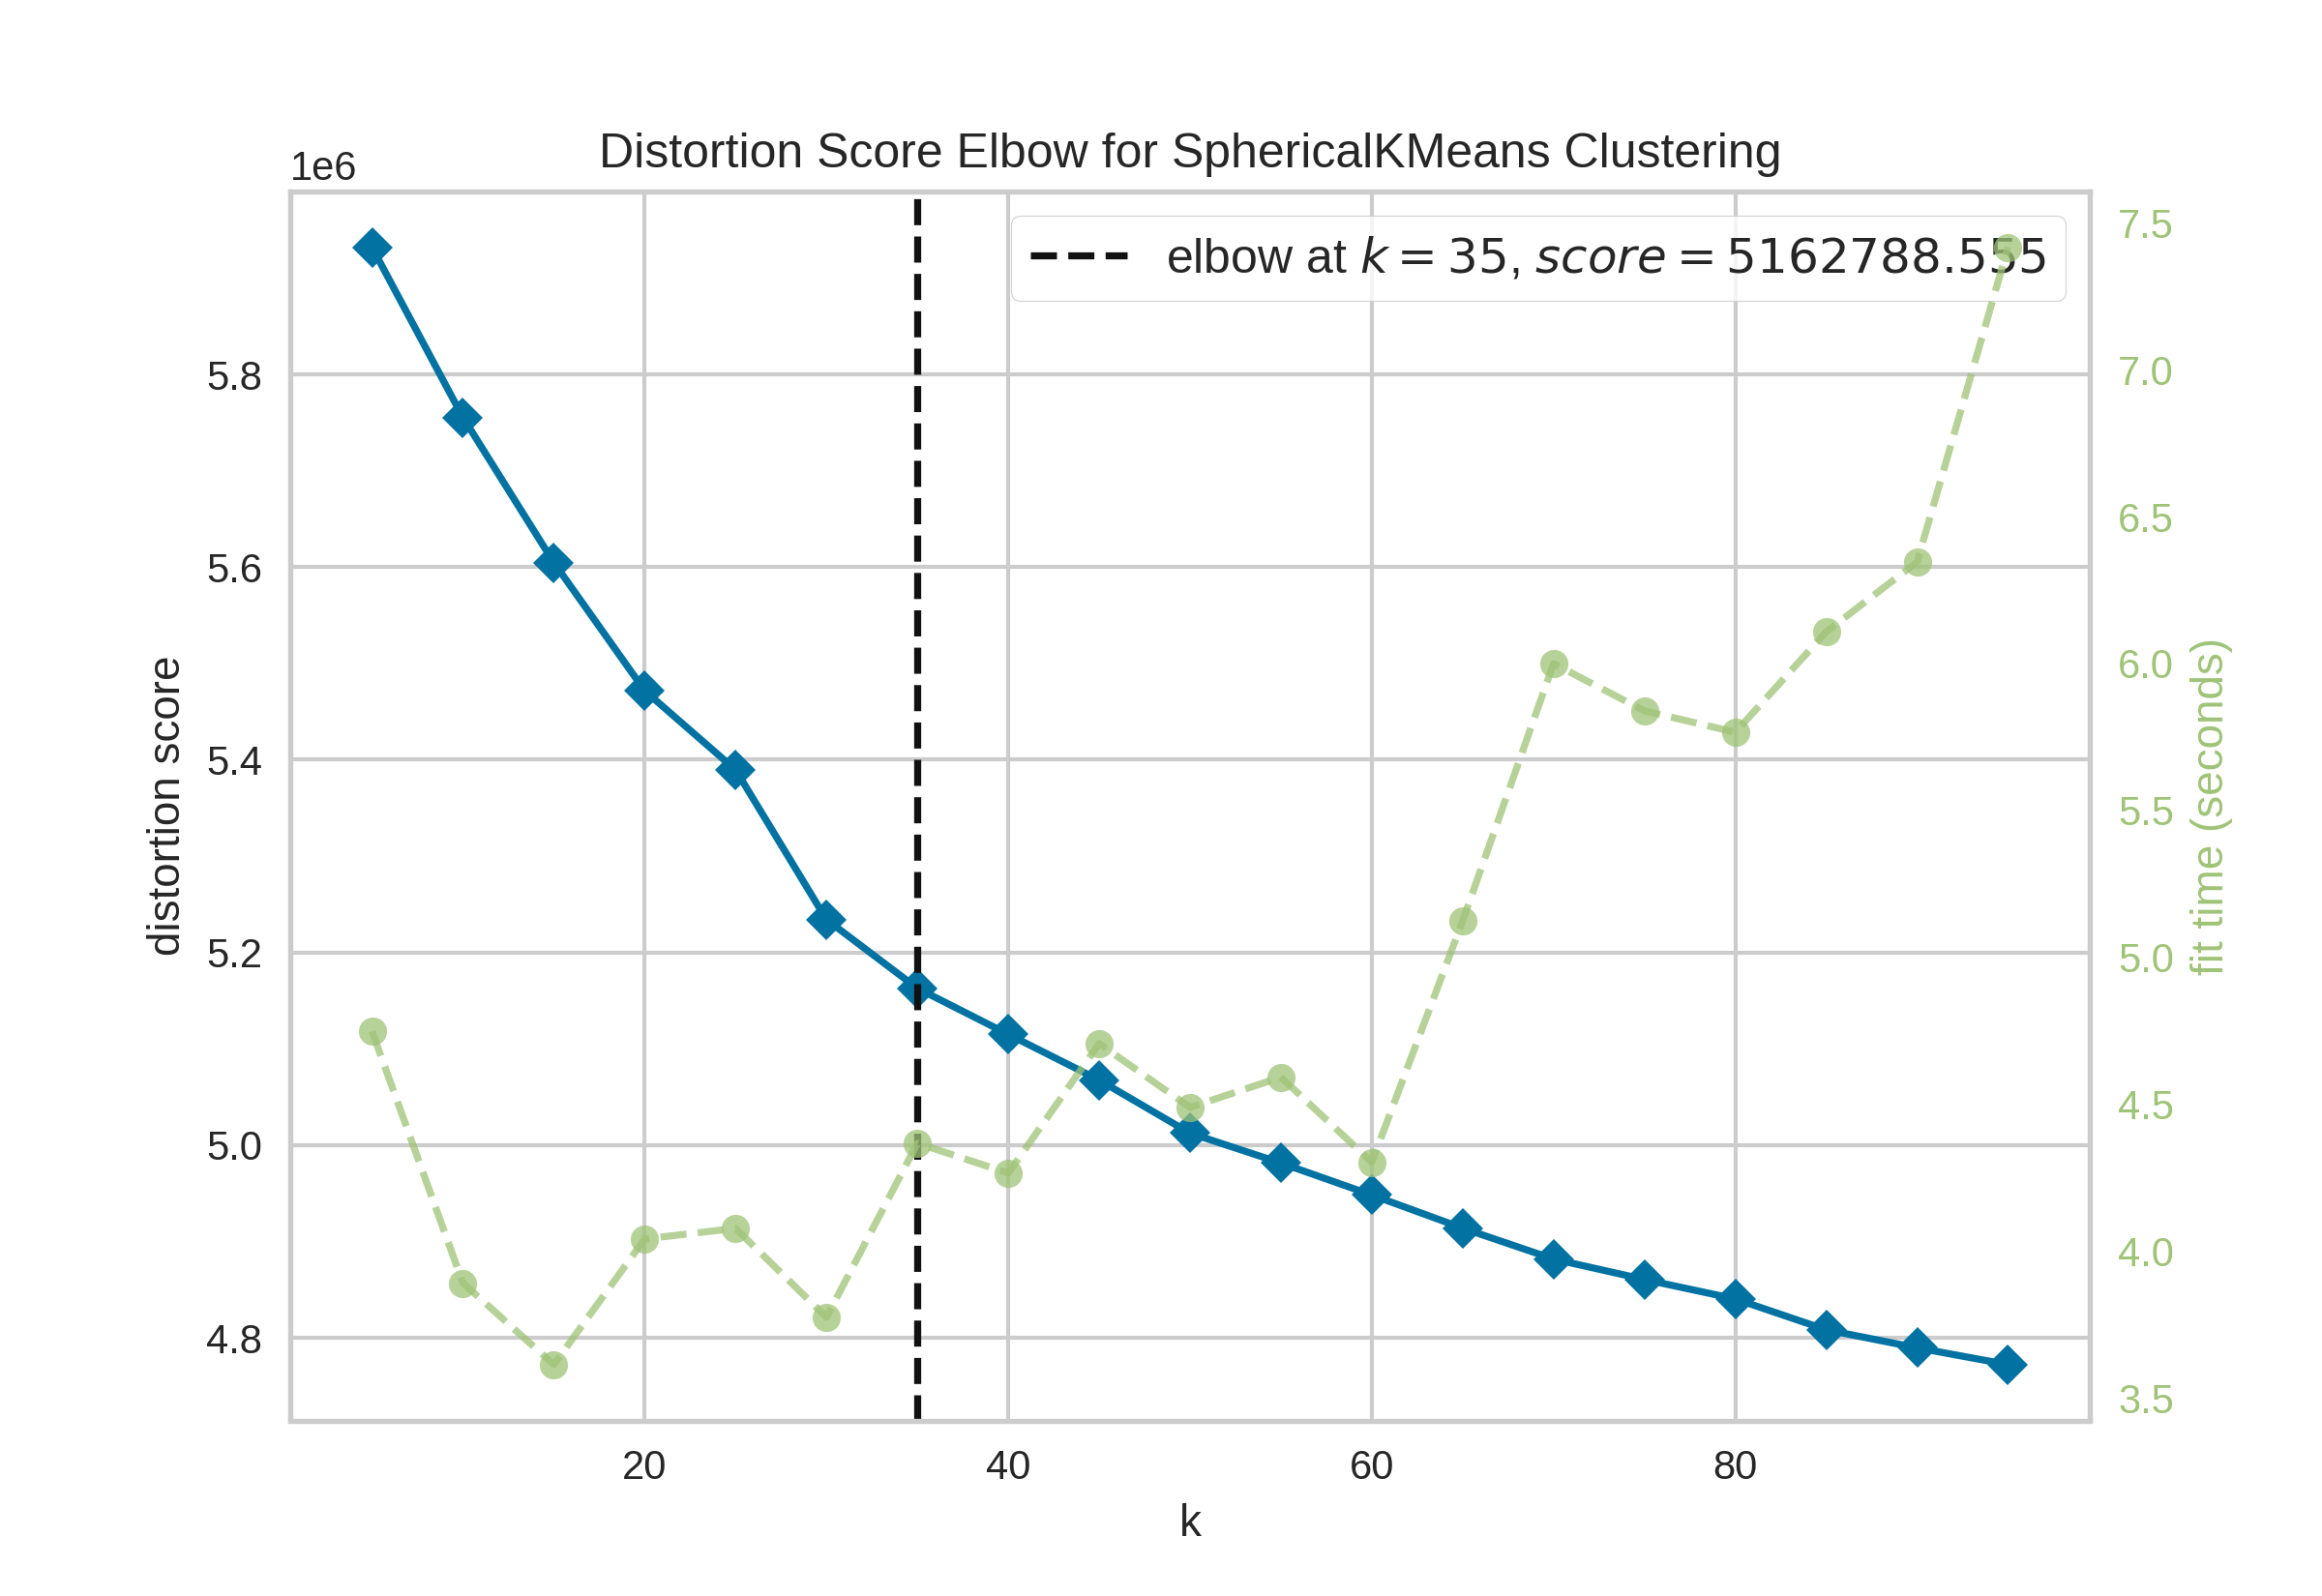 Distortion Score Elbow for SphericalKMeans Clustering
1e6
elbow at k = 35, score = 5162788.555
5.8
5.6
5.4
5.2
5.0
4.8
distortion score
7.5
7.0
6.5
6.0
5.5
5.0
4.5
4.0
3.5
fit time (seconds)
20 40 60 80
k